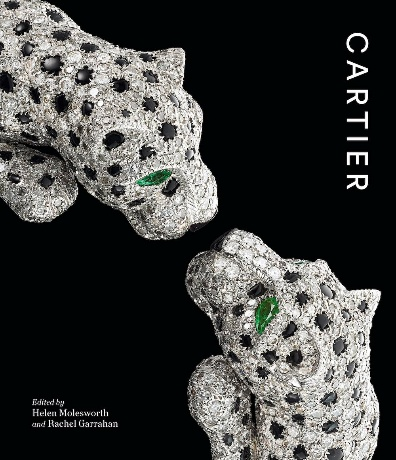 CARTIER
Edited by
Helen Molesworth
and Rachel Garrahan